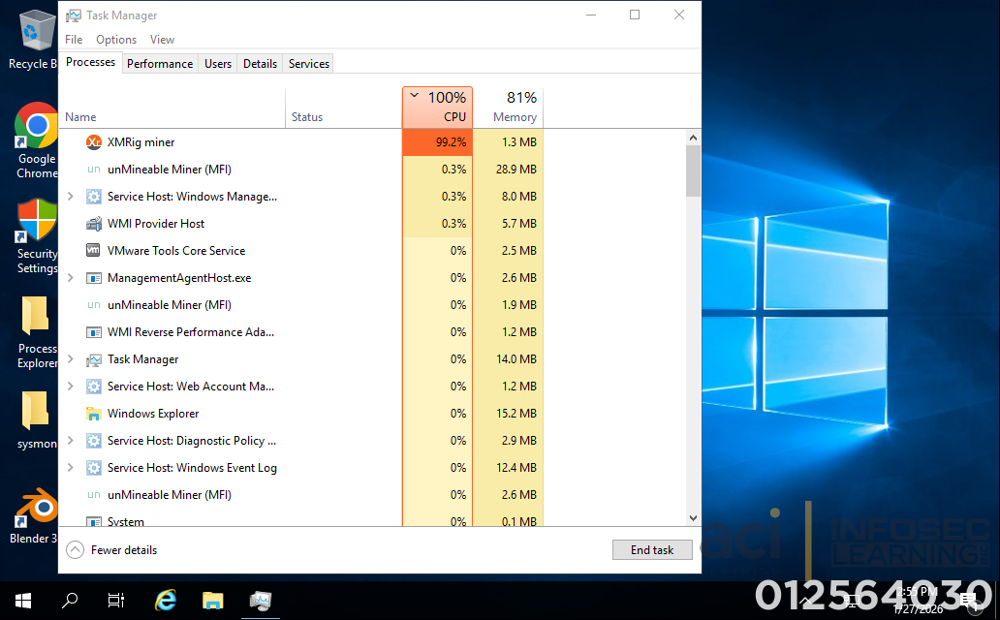 Recycle B
Google
Chrome
Security
Settings
Process
Explorer
sysmon
Blender 3
Task Manager
File Options View
Processes Performance Users Details Services
Name Status 100% CPU 81% Memory
XMRig miner 99.2% 1.3 MB
unMineable Miner (MFI) 0.3% 28.9 MB
Service Host: Windows Manage... 0.3% 8.0 MB
WMI Provider Host 0.3% 5.7 MB
VMware Tools Core Service 0% 2.5 MB
ManagementAgentHost.exe 0% 2.6 MB
unMineable Miner (MFI) 0% 1.9 MB
WMI Reverse Performance Ada... 0% 1.2 MB
Task Manager 0% 14.0 MB
Service Host: Web Account Ma... 0% 1.2 MB
Windows Explorer 0% 15.2 MB
Service Host: Diagnostic Policy ... 0% 2.9 MB
Service Host: Windows Event Log 0% 12.4 MB
unMineable Miner (MFI) 0% 2.6 MB
System 0% 0.1 MB
Fewer details End task
aci INFOSEC
LEARNING
012564030
2:55 PM
1/27/2026